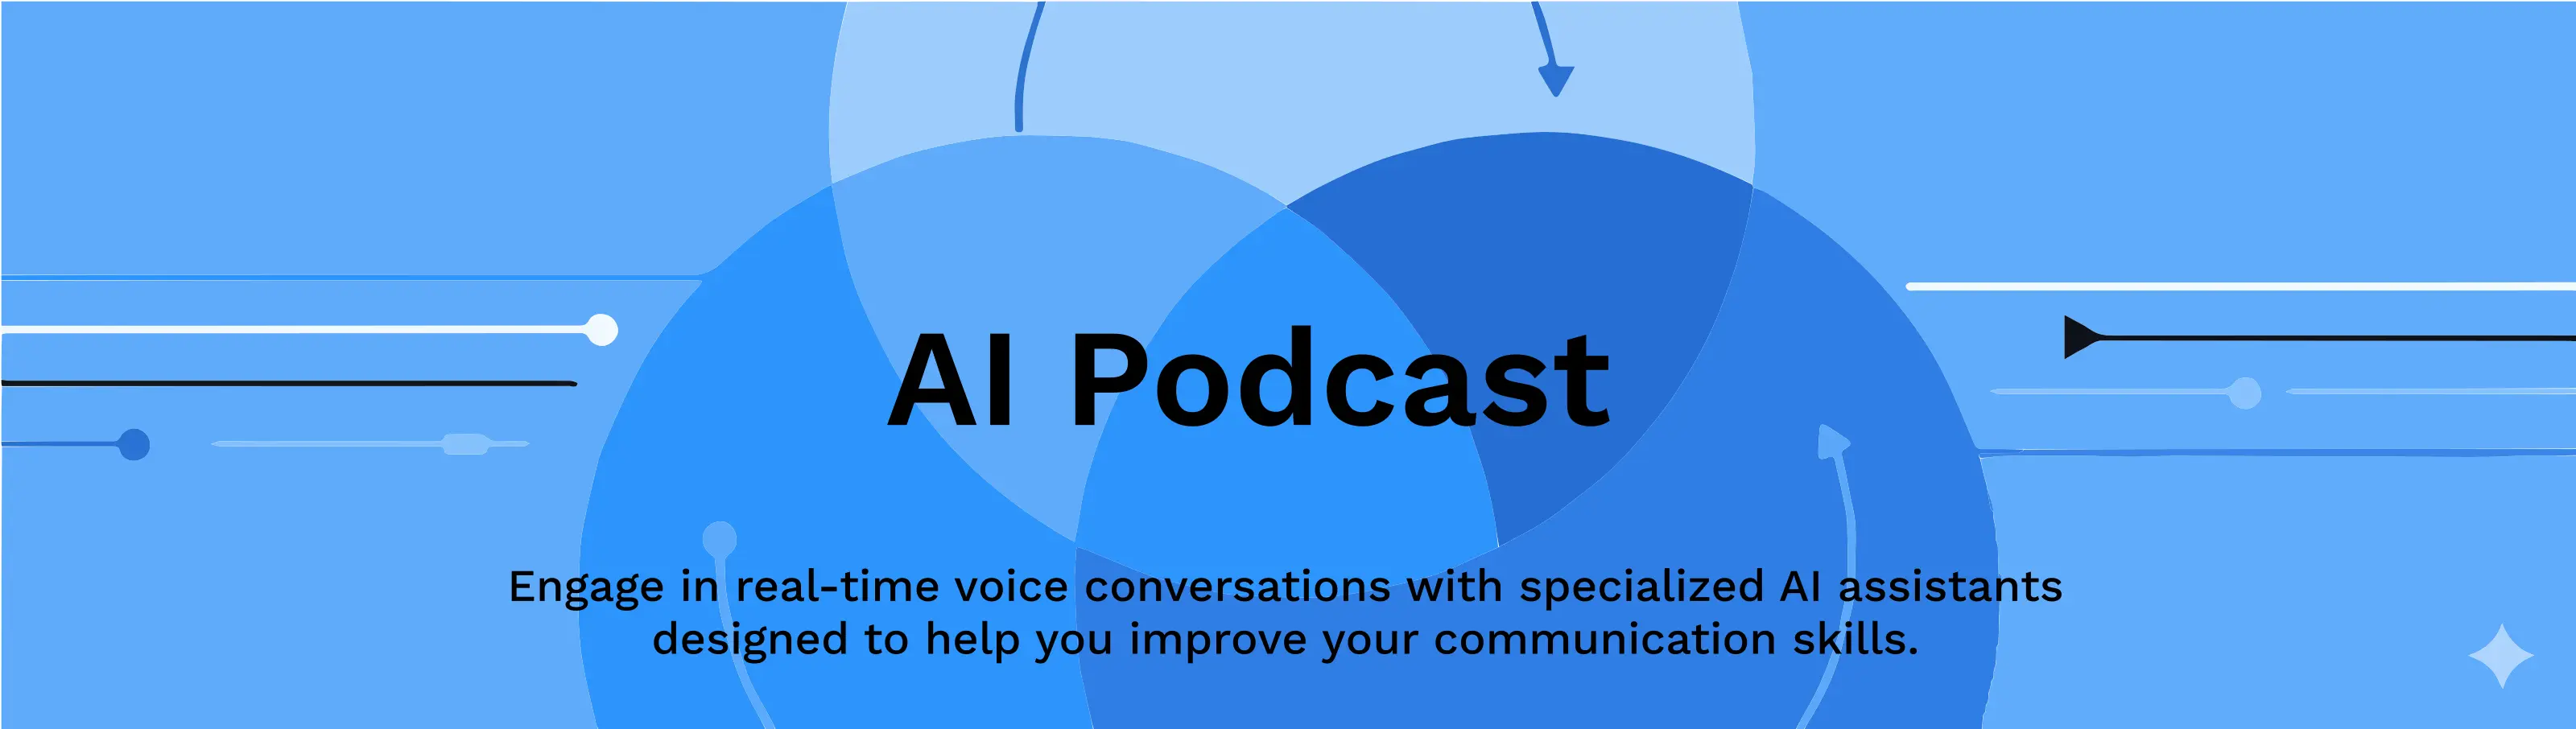 AI Podcast
Engage in real-time voice conversations with specialized AI assistants
designed to help you improve your communication skills.